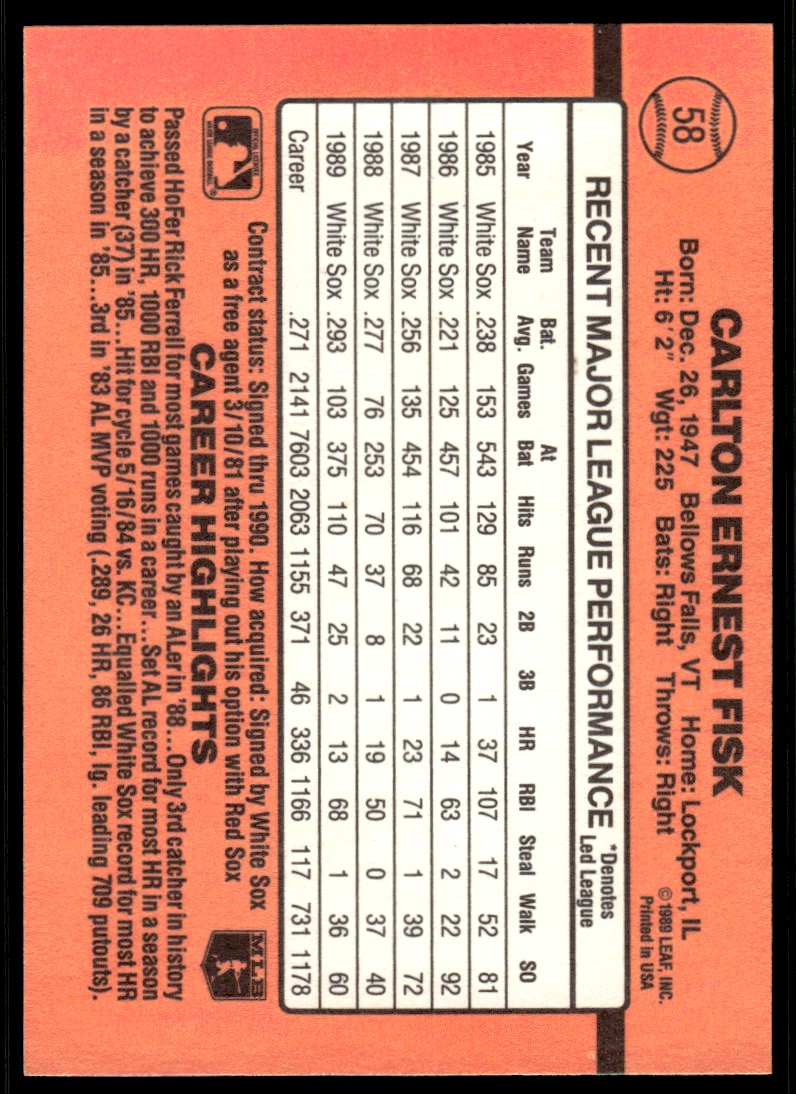 58
CARLTON ERNEST FISK
Born: Dec. 26, 1947 Bellows Falls, VT Home: Lockport, IL
Ht: 6' 2" Wgt: 225 Bats: Right Throws: Right
©1989 LEAF, INC.
Printed in USA
RECENT MAJOR LEAGUE PERFORMANCE
*Denotes
Led League
Year Team Name Bat. Avg. Games At Bat Hits Runs 2B 3B HR RBI Steal Walk SO
1985 White Sox .238 153 543 129 85 23 1 37 107 17 52 81
1986 White Sox .221 125 457 101 42 11 0 14 63 2 22 92
1987 White Sox .256 135 454 116 68 22 1 23 71 1 39 72
1988 White Sox .277 76 253 70 37 8 1 19 50 0 37 40
1989 White Sox .293 103 375 110 47 25 2 13 68 1 36 60
Career .271 2141 7603 2063 1155 371 46 336 1166 117 731 1178
OFFICIAL LICENSEE
MAJOR LEAGUE BASEBALL
Contract status: Signed thru 1990. How acquired: Signed by White Sox
as a free agent 3/10/81 after playing out his option with Red Sox
MLB
CAREER HIGHLIGHTS
Passed HoFer Rick Ferrell for most games caught by an ALer in '88...Only 3rd catcher in history
to achieve 300 HR, 1000 RBI and 1000 runs in a career...Set AL record for most HR in a season
by a catcher (37) in '85...Hit for cycle 5/16/84 vs. KC...Equalled White Sox record for most HR
in a season in '85...3rd in '83 AL MVP voting (.289, 26 HR, 86 RBI, lg. leading 709 putouts).